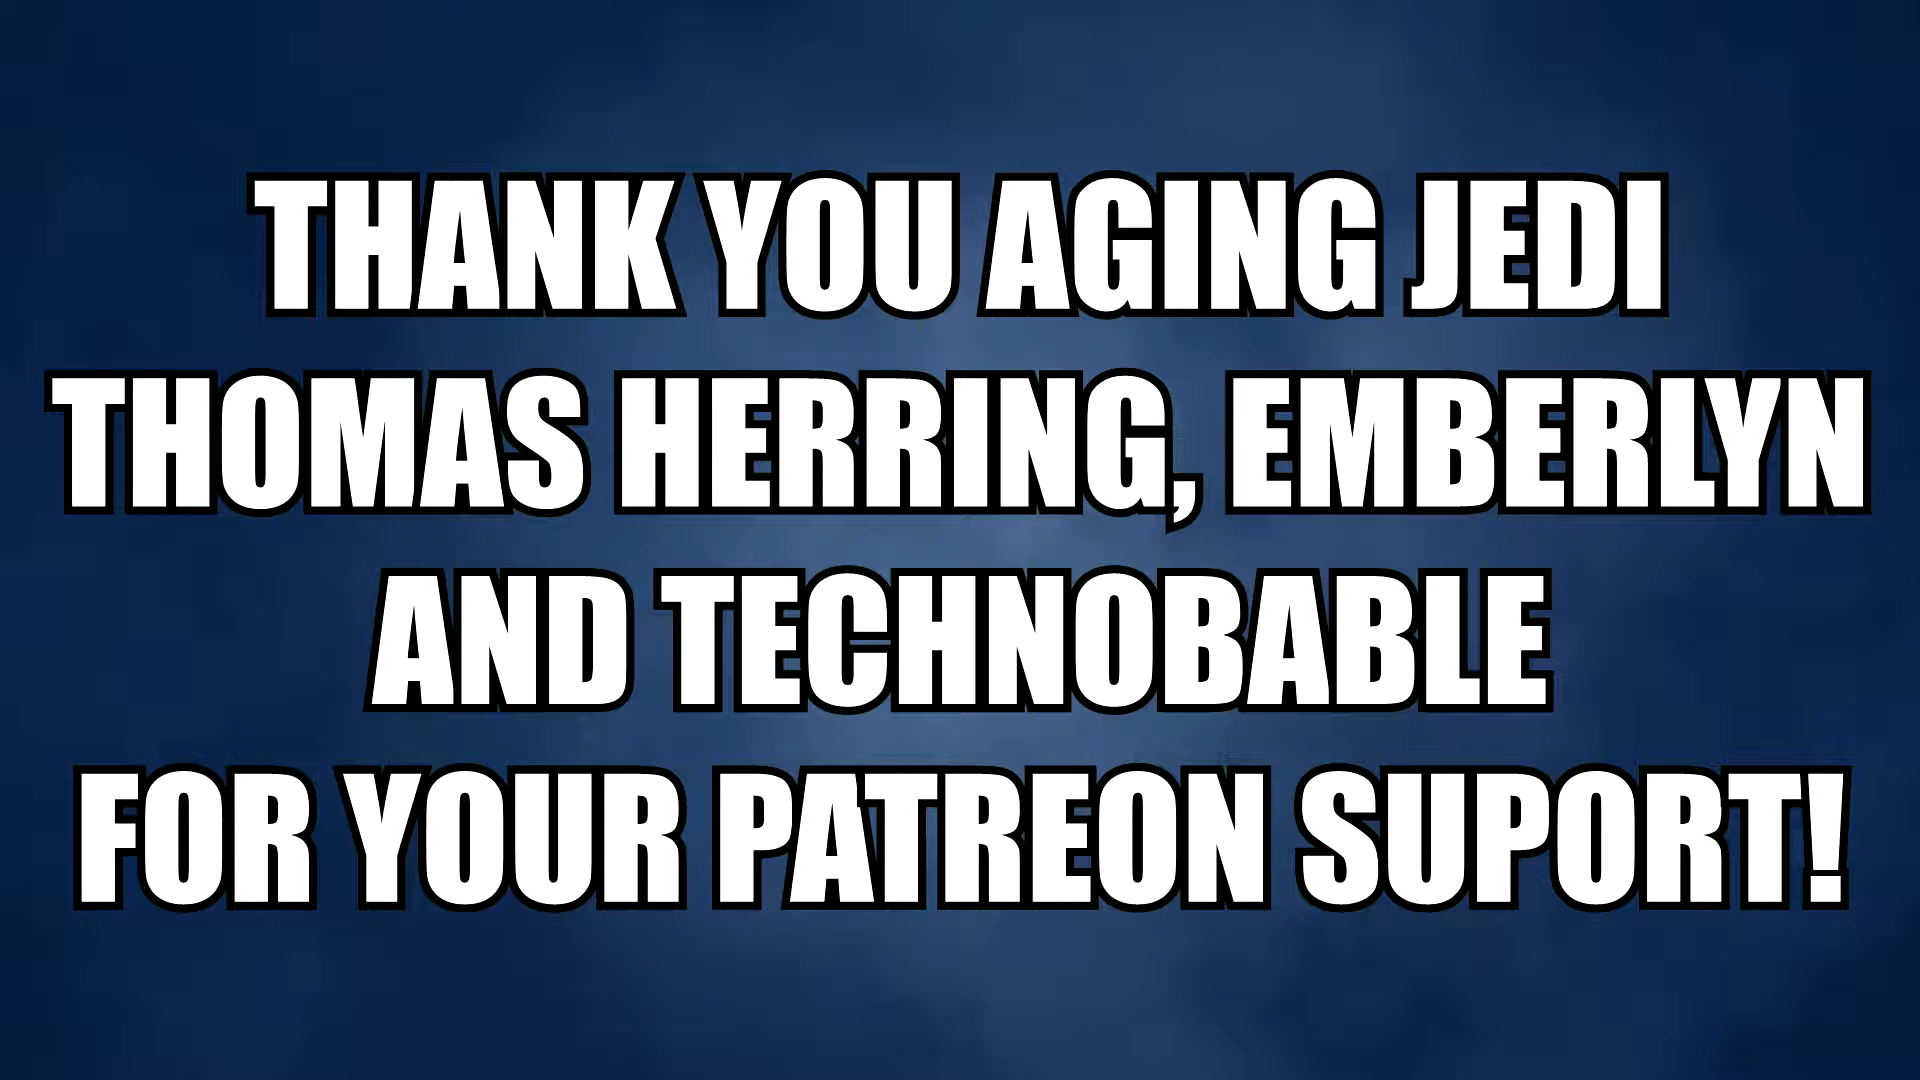 THANK YOU AGING JEDI
THOMAS HERRING, EMBERLYN
AND TECHNOBABLE
FOR YOUR PATREON SUPORT!